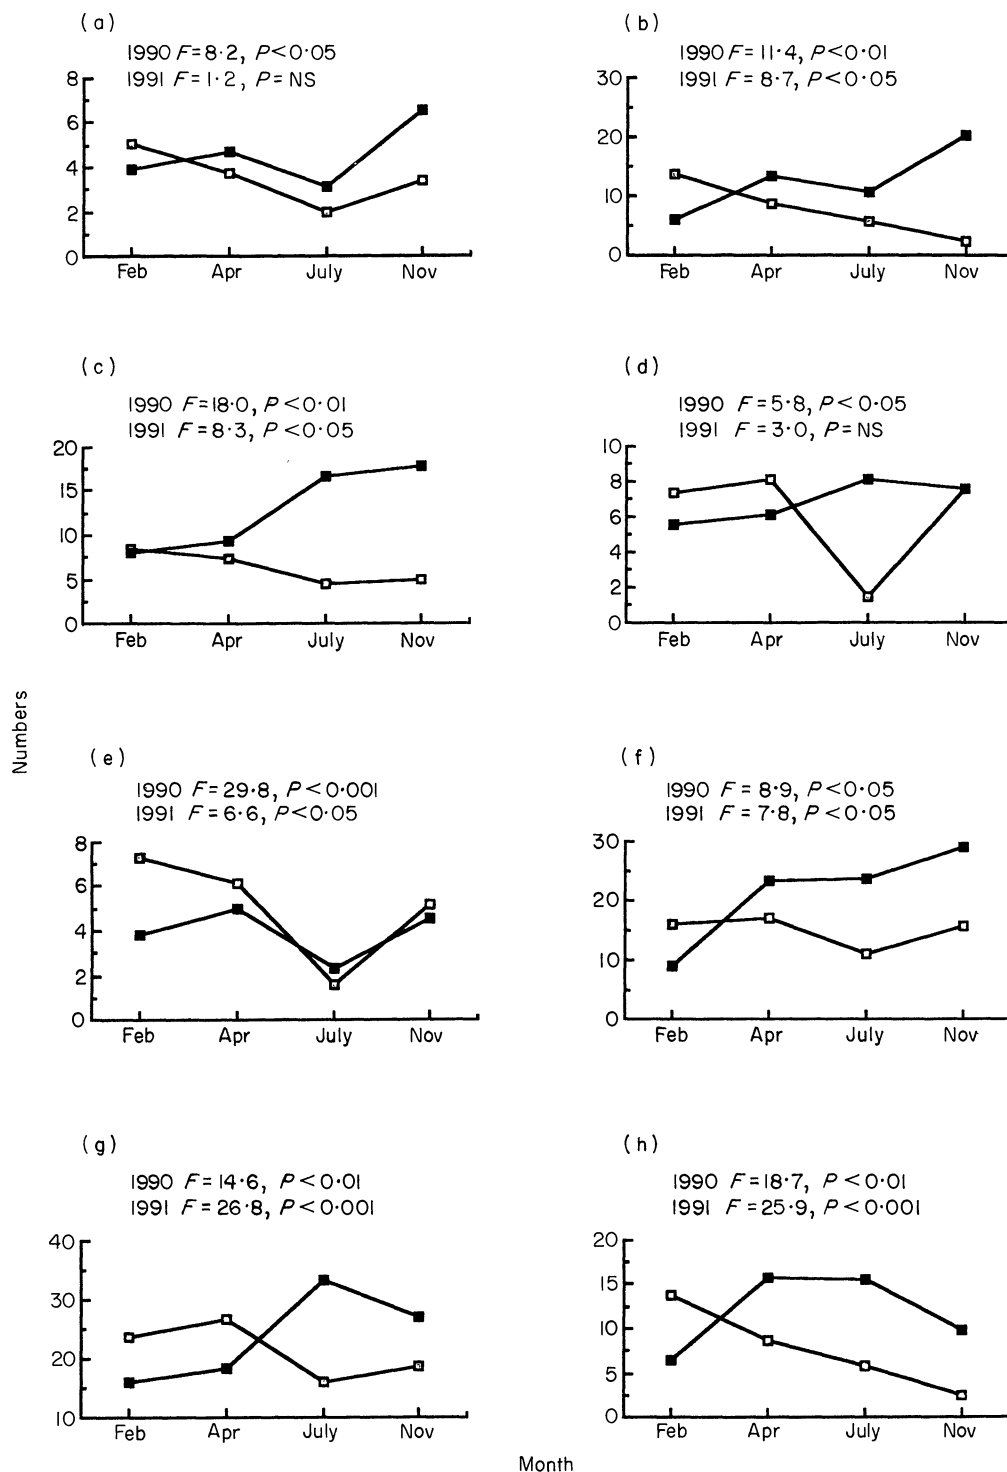 (a)
1990 F=8·2, P<0·05
1991 F=1·2, P=NS
8
6
4
2
0
Feb Apr July Nov
(b)
1990 F=11·4, P<0·01
1991 F=8·7, P<0·05
30
20
10
0
Feb Apr July Nov
(c)
1990 F=18·0, P<0·01
1991 F=8·3, P<0·05
20
15
10
5
0
Feb Apr July Nov
(d)
1990 F=5·8, P<0·05
1991 F=3·0, P=NS
10
8
6
4
2
0
Feb Apr July Nov
Numbers
(e)
1990 F=29·8, P<0·001
1991 F=6·6, P<0·05
8
6
4
2
0
Feb Apr July Nov
(f)
1990 F=8·9, P<0·05
1991 F=7·8, P<0·05
30
20
10
0
Feb Apr July Nov
(g)
1990 F=14·6, P<0·01
1991 F=26·8, P<0·001
40
30
20
10
Feb Apr July Nov
(h)
1990 F=18·7, P<0·01
1991 F=25·9, P<0·001
20
15
10
5
0
Feb Apr July Nov
Month